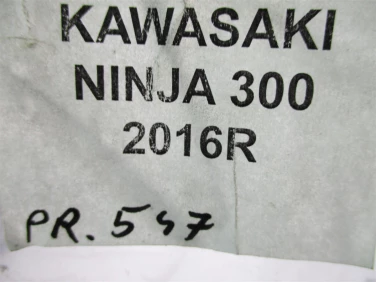 KAWASAKI
NINJA 300
2016R
PR. 547